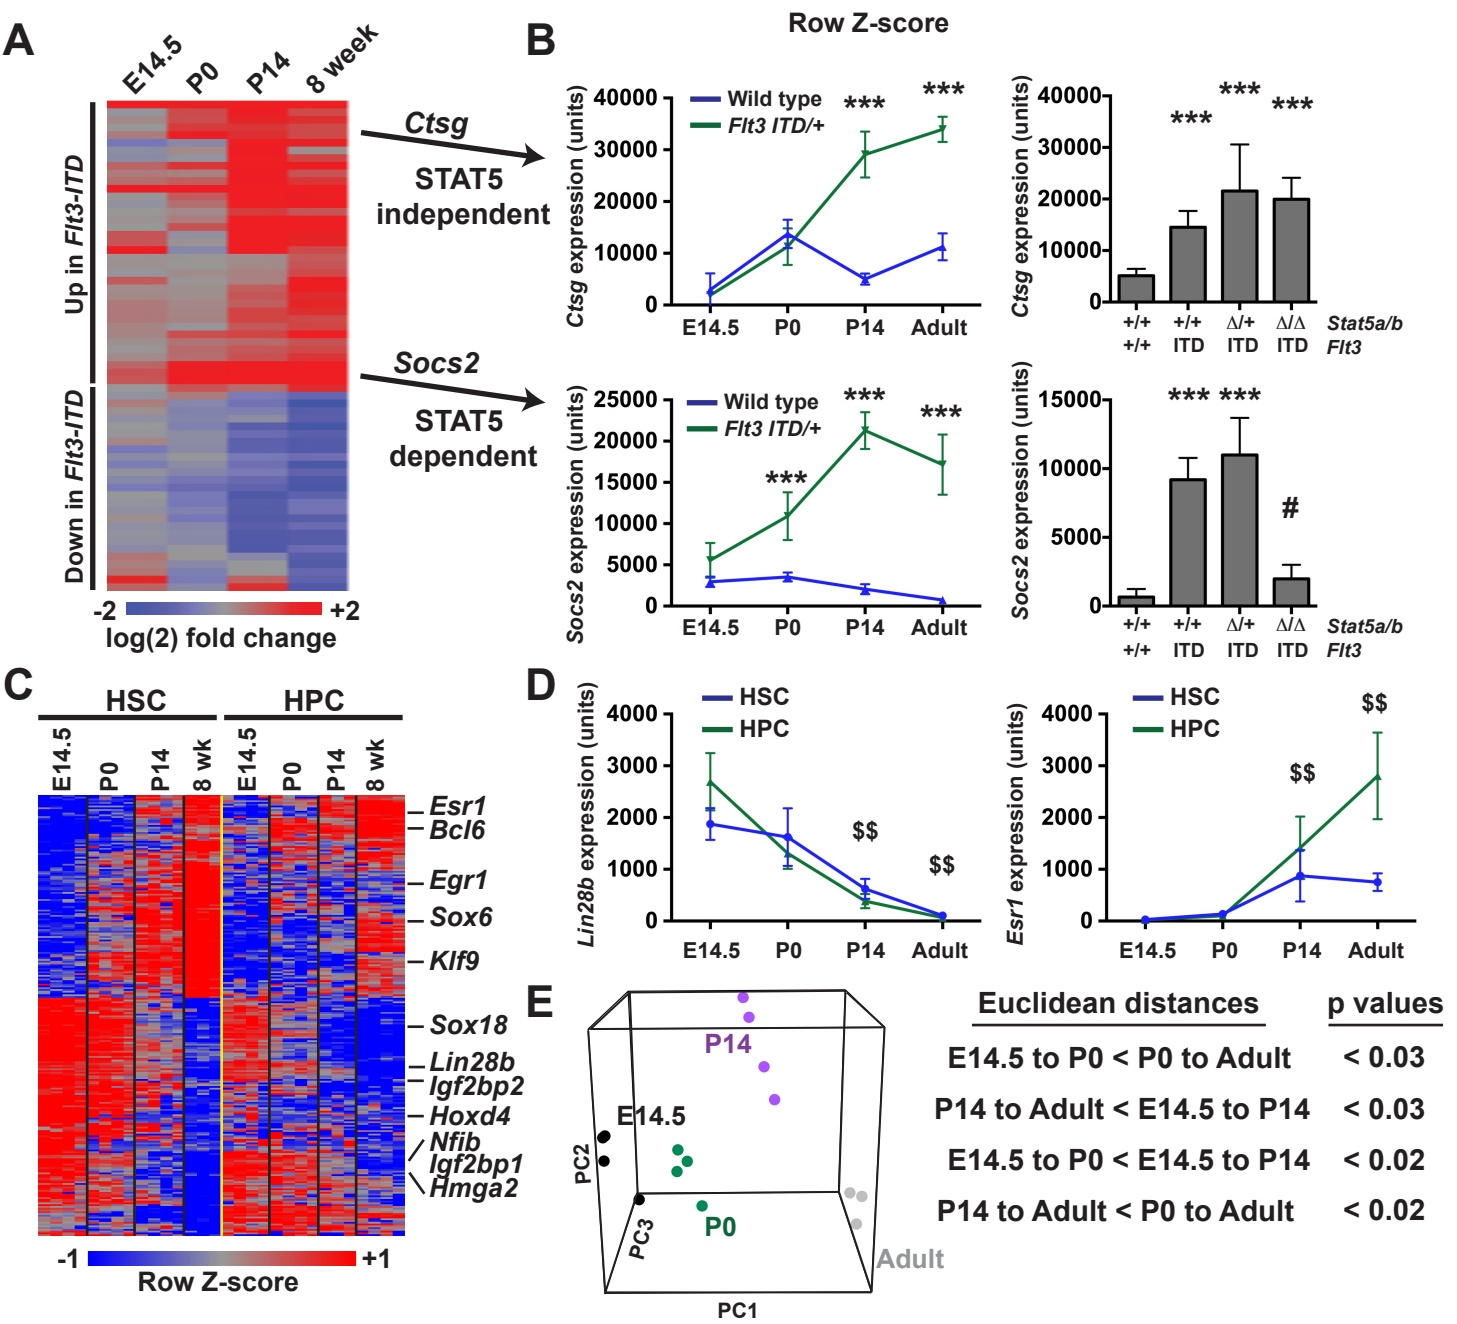 A
E14.5
P0
P14
8 week
Up in Flt3-ITD
Down in Flt3-ITD
-2
+2
log(2) fold change
Ctsg
STAT5
independent
Socs2
STAT5
dependent
B
Row Z-score
Ctsg expression (units)
40000
30000
20000
10000
0
Wild type
Flt3 ITD/+
***
***
E14.5
P0
P14
Adult
Ctsg expression (units)
40000
30000
20000
10000
0
***
***
***
+/+ +/+ Δ/+ Δ/Δ Stat5a/b
+/+ ITD ITD ITD Flt3
Socs2 expression (units)
25000
20000
15000
10000
5000
0
Wild type
Flt3 ITD/+
***
***
***
E14.5
P0
P14
Adult
Socs2 expression (units)
15000
10000
5000
0
***
***
#
+/+ +/+ Δ/+ Δ/Δ Stat5a/b
+/+ ITD ITD ITD Flt3
C
HSC
HPC
E14.5
P0
P14
8 wk
E14.5
P0
P14
8 wk
Esr1
Bcl6
Egr1
Sox6
Klf9
Sox18
Lin28b
Igf2bp2
Hoxd4
Nfib
Igf2bp1
Hmga2
-1
+1
Row Z-score
D
Lin28b expression (units)
4000
3000
2000
1000
0
HSC
HPC
$$
$$
E14.5
P0
P14
Adult
Esr1 expression (units)
4000
3000
2000
1000
0
HSC
HPC
$$
$$
E14.5
P0
P14
Adult
E
P14
E14.5
P0
Adult
PC2
PC3
PC1
Euclidean distances p values
E14.5 to P0 < P0 to Adult < 0.03
P14 to Adult < E14.5 to P14 < 0.03
E14.5 to P0 < E14.5 to P14 < 0.02
P14 to Adult < P0 to Adult < 0.02